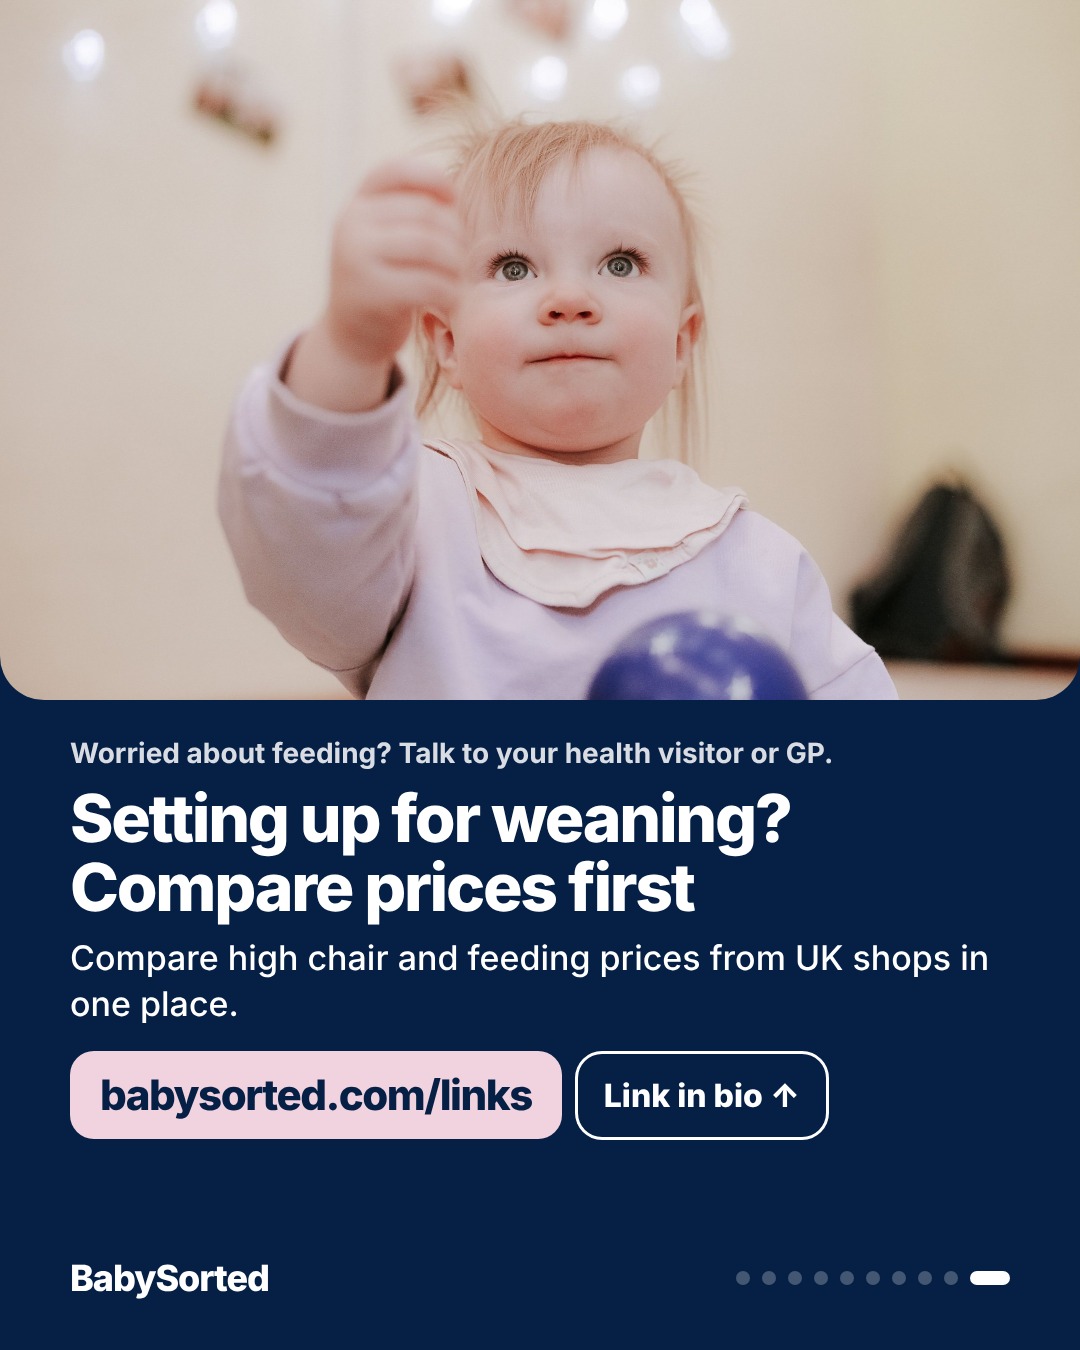 Worried about feeding? Talk to your health visitor or GP.
Setting up for weaning?
Compare prices first
Compare high chair and feeding prices from UK shops in
one place.
babysorted.com/links
Link in bio ↑
BabySorted